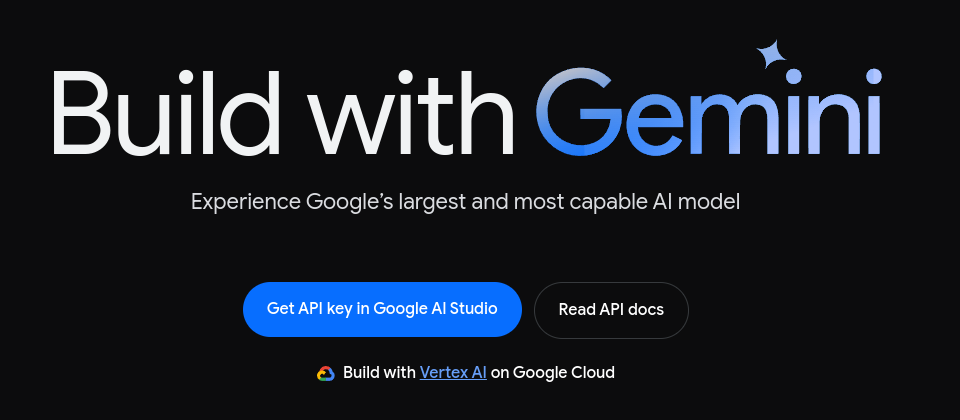 Build with Gemini
Experience Google’s largest and most capable AI model
Get API key in Google AI Studio
Read API docs
Build with Vertex AI on Google Cloud